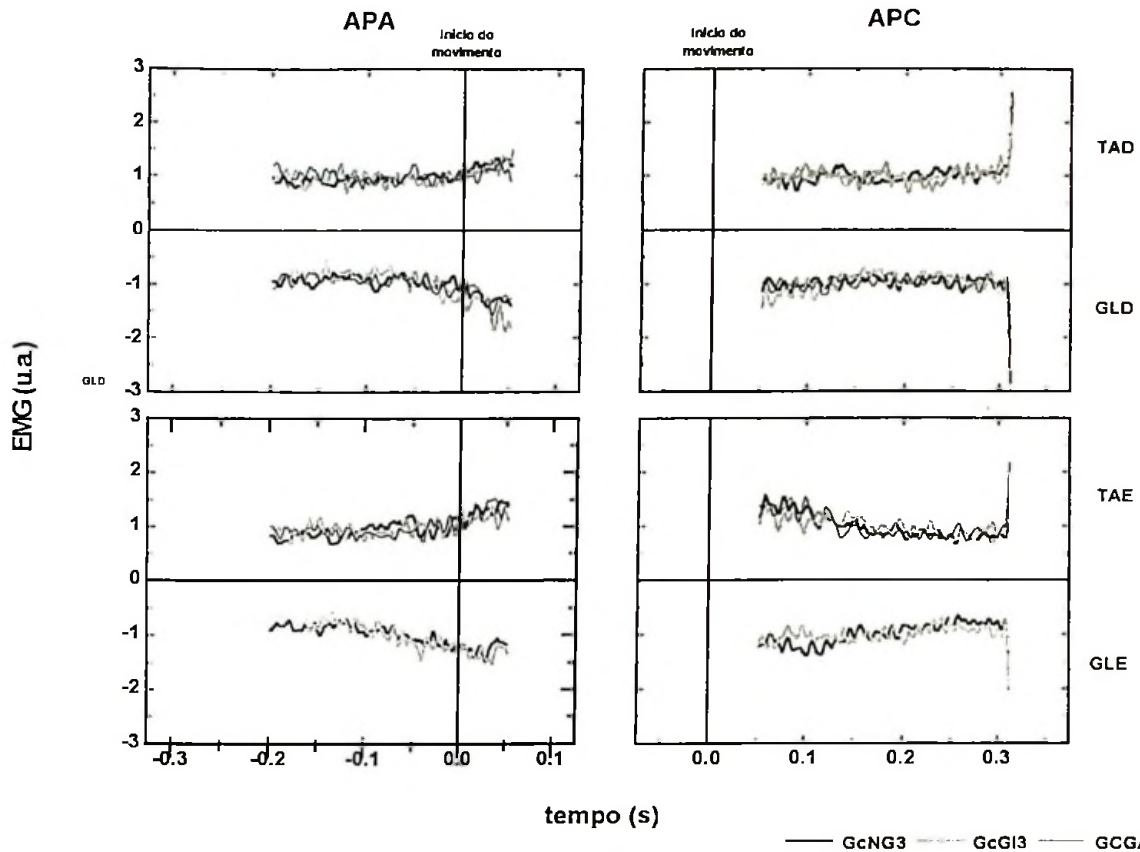 APA
APC
Início do
movimento
Início do
movimento
3
2
1
0
-1
-2
-3
TAD
GLD
GLD
EMG (u.a.)
3
2
1
0
-1
-2
-3
TAE
GLE
-0.3 -0.2 -0.1 0.0 0.1
0.0 0.1 0.2 0.3
tempo (s)
GcNG3 GcGI3